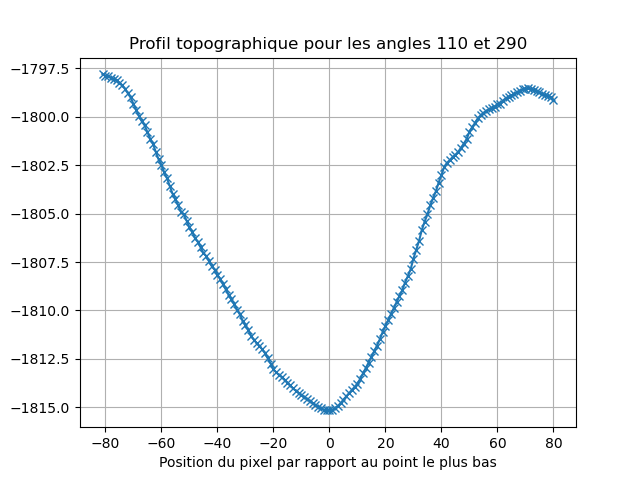 Profil topographique pour les angles 110 et 290
−1797.5
−1800.0
−1802.5
−1805.0
−1807.5
−1810.0
−1812.5
−1815.0
−80 −60 −40 −20 0 20 40 60 80
Position du pixel par rapport au point le plus bas